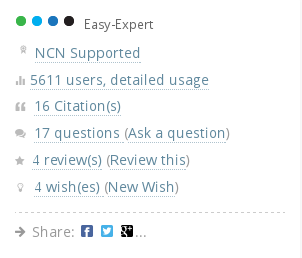 Easy-Expert
NCN Supported
5611 users, detailed usage
16 Citation(s)
17 questions (Ask a question)
4 review(s) (Review this)
4 wish(es) (New Wish)
Share: f g+ ...